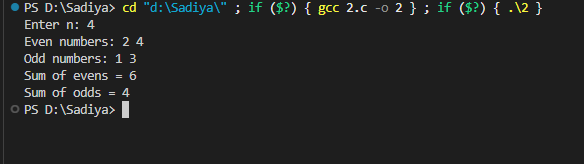 PS D:\Sadiya> cd "d:\Sadiya\" ; if ($?) { gcc 2.c -o 2 } ; if ($?) { .\2 }
Enter n: 4
Even numbers: 2 4
Odd numbers: 1 3
Sum of evens = 6
Sum of odds = 4
PS D:\Sadiya>